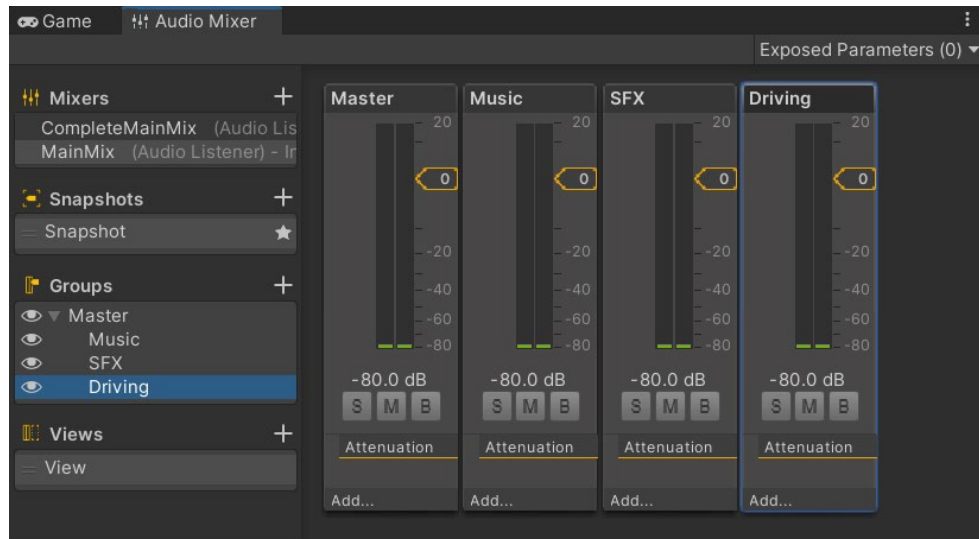 Game
Audio Mixer
Exposed Parameters (0)
Mixers
CompleteMainMix (Audio Lis
MainMix (Audio Listener) - In
Snapshots
Snapshot
Groups
Master
Music
SFX
Driving
Views
View
Master Music SFX Driving
20 20 20 20
0 0 0 0
-20 -20 -20 -20
-40 -40 -40 -40
-60 -60 -60 -60
-80 -80 -80 -80
-80.0 dB -80.0 dB -80.0 dB -80.0 dB
S M B S M B S M B S M B
Attenuation Attenuation Attenuation Attenuation
Add... Add... Add... Add...